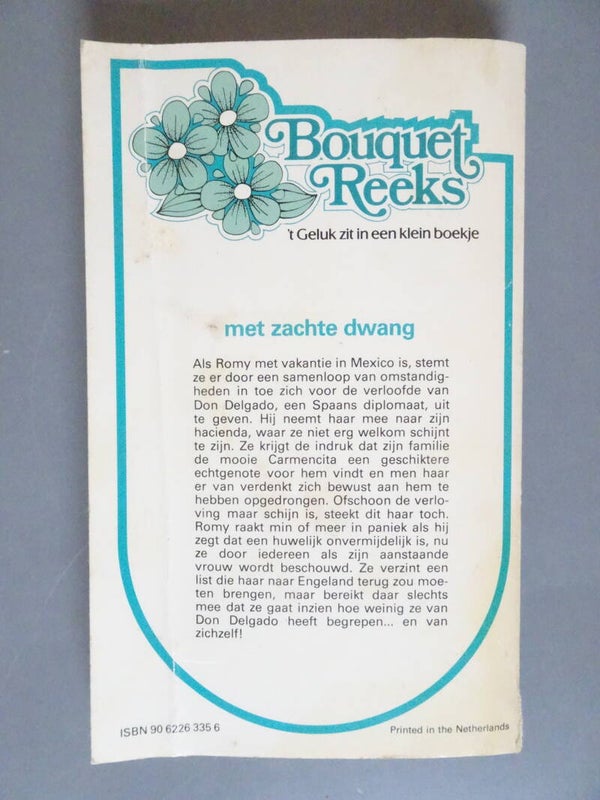 Bouquet
Reeks
't Geluk zit in een klein boekje
met zachte dwang
Als Romy met vakantie in Mexico is, stemt
ze er door een samenloop van omstandig-
heden in toe zich voor de verloofde van
Don Delgado, een Spaans diplomaat, uit
te geven. Hij neemt haar mee naar zijn
hacienda, waar ze niet erg welkom schijnt
te zijn. Ze krijgt de indruk dat zijn familie
de mooie Carmencita een geschiktere
echtgenote voor hem vindt en men haar
er van verdenkt zich bewust aan hem te
hebben opgedrongen. Ofschoon de verlo-
ving maar schijn is, steekt dit haar toch.
Romy raakt min of meer in paniek als hij
zegt dat een huwelijk onvermijdelijk is, nu
ze door iedereen als zijn aanstaande
vrouw wordt beschouwd. Ze verzint een
list die haar naar Engeland terug zou moe-
ten brengen, maar bereikt daar slechts
mee dat ze gaat inzien hoe weinig ze van
Don Delgado heeft begrepen... en van
zichzelf!
ISBN 90 6226 335 6
Printed in the Netherlands